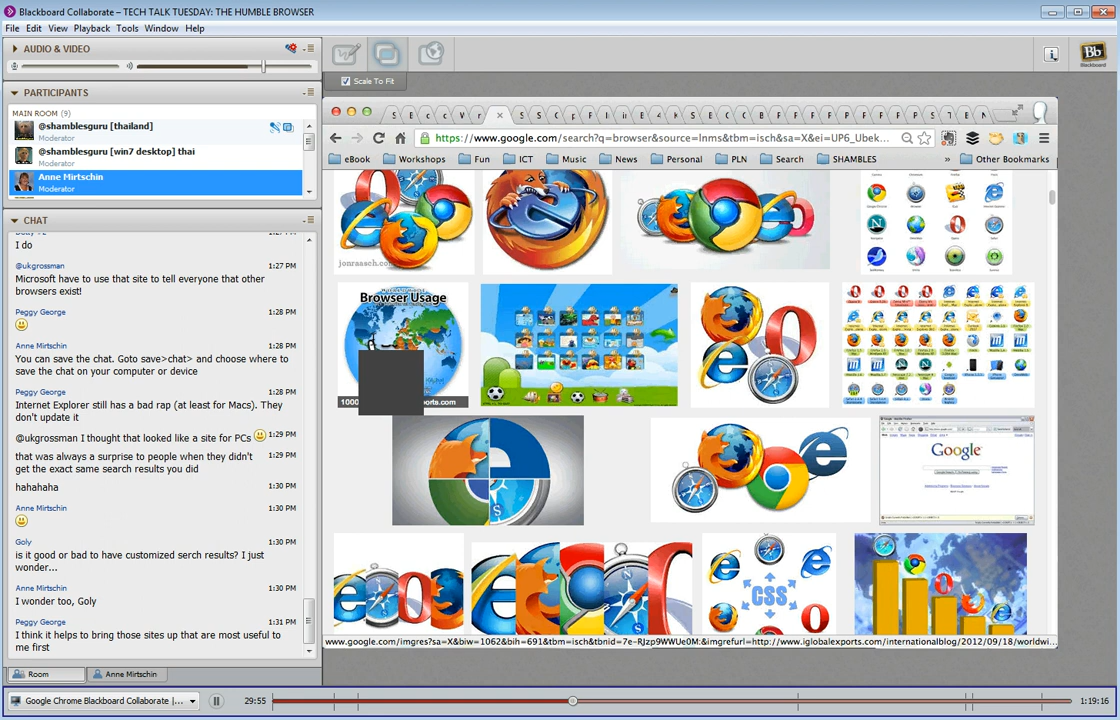 Blackboard Collaborate – TECH TALK TUESDAY: THE HUMBLE BROWSER
File Edit View Playback Tools Window Help
AUDIO & VIDEO
Scale To Fit
Bb
Blackboard
PARTICIPANTS
MAIN ROOM (9)
@shamblesguru [thailand]
Moderator
@shamblesguru [win7 desktop] thai
Moderator
Anne Mirtschin
Moderator
CHAT
1:27 PM
I do
@ukgrossman 1:27 PM
Microsoft have to use that site to tell everyone that other
browsers exist!
Peggy George 1:28 PM
Anne Mirtschin 1:28 PM
You can save the chat. Goto save>chat> and choose where to
save the chat on your computer or device
Peggy George 1:28 PM
Internet Explorer still has a bad rap (at least for Macs). They
don't update it
@ukgrossman I thought that looked like a site for PCs 1:29 PM
that was always a surprise to people when they didn't 1:29 PM
get the exact same search results you did
hahahaha 1:30 PM
Anne Mirtschin 1:30 PM
Goly 1:30 PM
is it good or bad to have customized serch results? I just
wonder...
Anne Mirtschin 1:30 PM
I wonder too, Goly
Peggy George 1:31 PM
I think it helps to bring those sites up that are most useful to
me first
Room Anne Mirtschin
https://www.google.com/search?q=browser&source=lnms&tbm=isch&sa=X&ei=UP6_Ubek...
eBook Workshops Fun ICT Music News Personal PLN Search SHAMBLES » Other Bookmarks
jonraasch.com
Browser Usage
Google
CSS
www.google.com/imgres?sa=X&biw=1062&bih=691&tbm=isch&tbnid=7e-RJzp9WWUe0M:&imgrefurl=http://www.iglobalexports.com/internationalblog/2012/09/18/worldwi...
Google Chrome Blackboard Collaborate |... 29:55 1:19:16